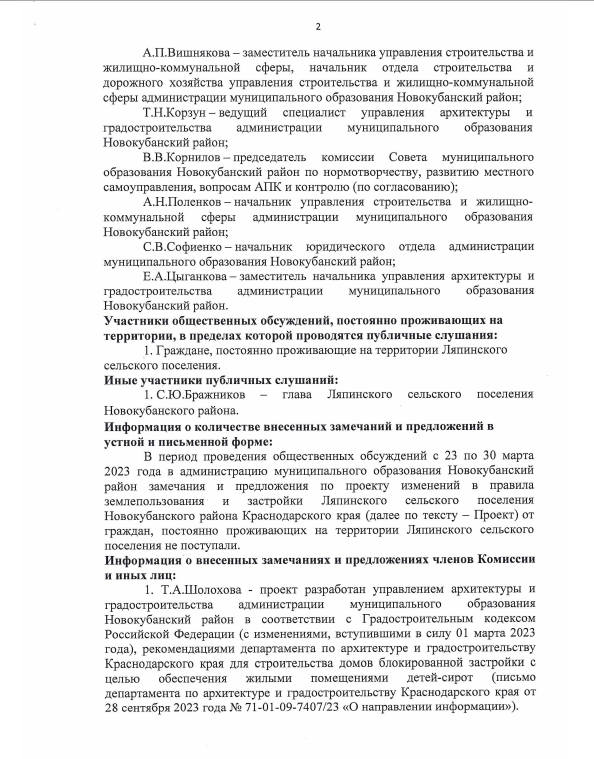 2
А.П.Вишнякова – заместитель начальника управления строительства и
жилищно-коммунальной сферы, начальник отдела строительства и
дорожного хозяйства управления строительства и жилищно-коммунальной
сферы администрации муниципального образования Новокубанский район;
Т.Н.Корзун – ведущий специалист управления архитектуры и
градостроительства администрации муниципального образования
Новокубанский район;
В.В.Корнилов – председатель комиссии Совета муниципального
образования Новокубанский район по нормотворчеству, развитию местного
самоуправления, вопросам АПК и контролю (по согласованию);
А.Н.Поленков – начальник управления строительства и жилищно-
коммунальной сферы администрации муниципального образования
Новокубанский район;
С.В.Софиенко – начальник юридического отдела администрации
муниципального образования Новокубанский район;
Е.А.Цыганкова – заместитель начальника управления архитектуры и
градостроительства администрации муниципального образования
Новокубанский район.
Участники общественных обсуждений, постоянно проживающих на
территории, в пределах которой проводятся публичные слушания:
1. Граждане, постоянно проживающие на территории Ляпинского
сельского поселения.
Иные участники публичных слушаний:
1. С.Ю.Бражников – глава Ляпинского сельского поселения
Новокубанского района.
Информация о количестве внесенных замечаний и предложений в
устной и письменной форме:
В период проведения общественных обсуждений с 23 по 30 марта
2023 года в администрацию муниципального образования Новокубанский
район замечания и предложения по проекту изменений в правила
землепользования и застройки Ляпинского сельского поселения
Новокубанского района Краснодарского края (далее по тексту – Проект) от
граждан, постоянно проживающих на территории Ляпинского сельского
поселения не поступали.
Информация о внесенных замечаниях и предложениях членов Комиссии
и иных лиц:
1. Т.А.Шолохова - проект разработан управлением архитектуры и
градостроительства администрации муниципального образования
Новокубанский район в соответствии с Градостроительным кодексом
Российской Федерации (с изменениями, вступившими в силу 01 марта 2023
года), рекомендациями департамента по архитектуре и градостроительству
Краснодарского края для строительства домов блокированной застройки с
целью обеспечения жилыми помещениями детей-сирот (письмо
департамента по архитектуре и градостроительству Краснодарского края от
28 сентября 2023 года № 71-01-09-7407/23 «О направлении информации»).